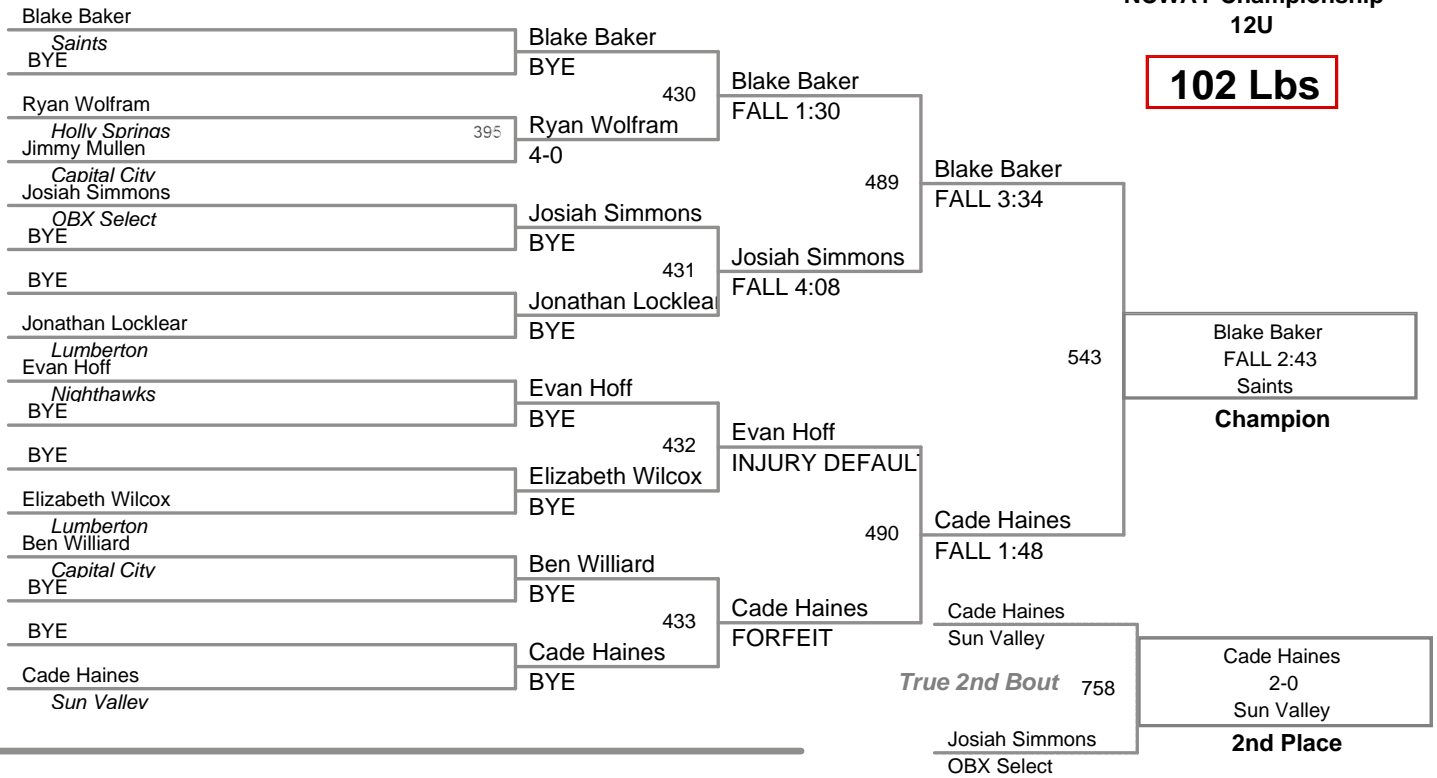 Championship
12U
102 Lbs
Blake Baker
Saints
BYE
Ryan Wolfram
Holly Springs
Jimmy Mullen
Capital City
Josiah Simmons
OBX Select
BYE
BYE
Jonathan Locklear
Lumberton
Evan Hoff
Nighthawks
BYE
BYE
Elizabeth Wilcox
Lumberton
Ben Williard
Capital City
BYE
BYE
Cade Haines
Sun Valley
395
Blake Baker
BYE
Ryan Wolfram
4-0
Josiah Simmons
BYE
Jonathan Locklear
BYE
Evan Hoff
BYE
Elizabeth Wilcox
BYE
Ben Williard
BYE
Cade Haines
BYE
430
431
432
433
Blake Baker
FALL 1:30
Josiah Simmons
FALL 4:08
Evan Hoff
INJURY DEFAUL
Cade Haines
FORFEIT
489
490
Blake Baker
FALL 3:34
Cade Haines
FALL 1:48
543
Blake Baker
FALL 2:43
Saints
Champion
Cade Haines
Sun Valley
True 2nd Bout 758
Josiah Simmons
OBX Select
Cade Haines
2-0
Sun Valley
2nd Place